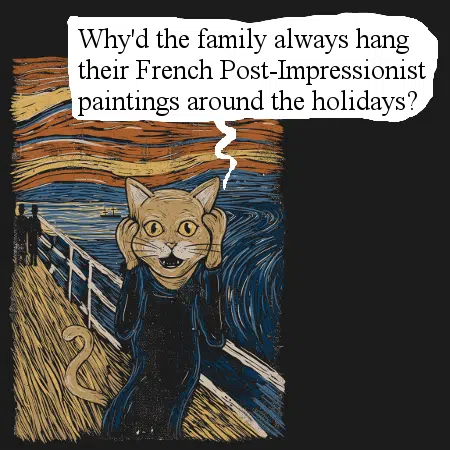 Why'd the family always hang
their French Post-Impressionist
paintings around the holidays?